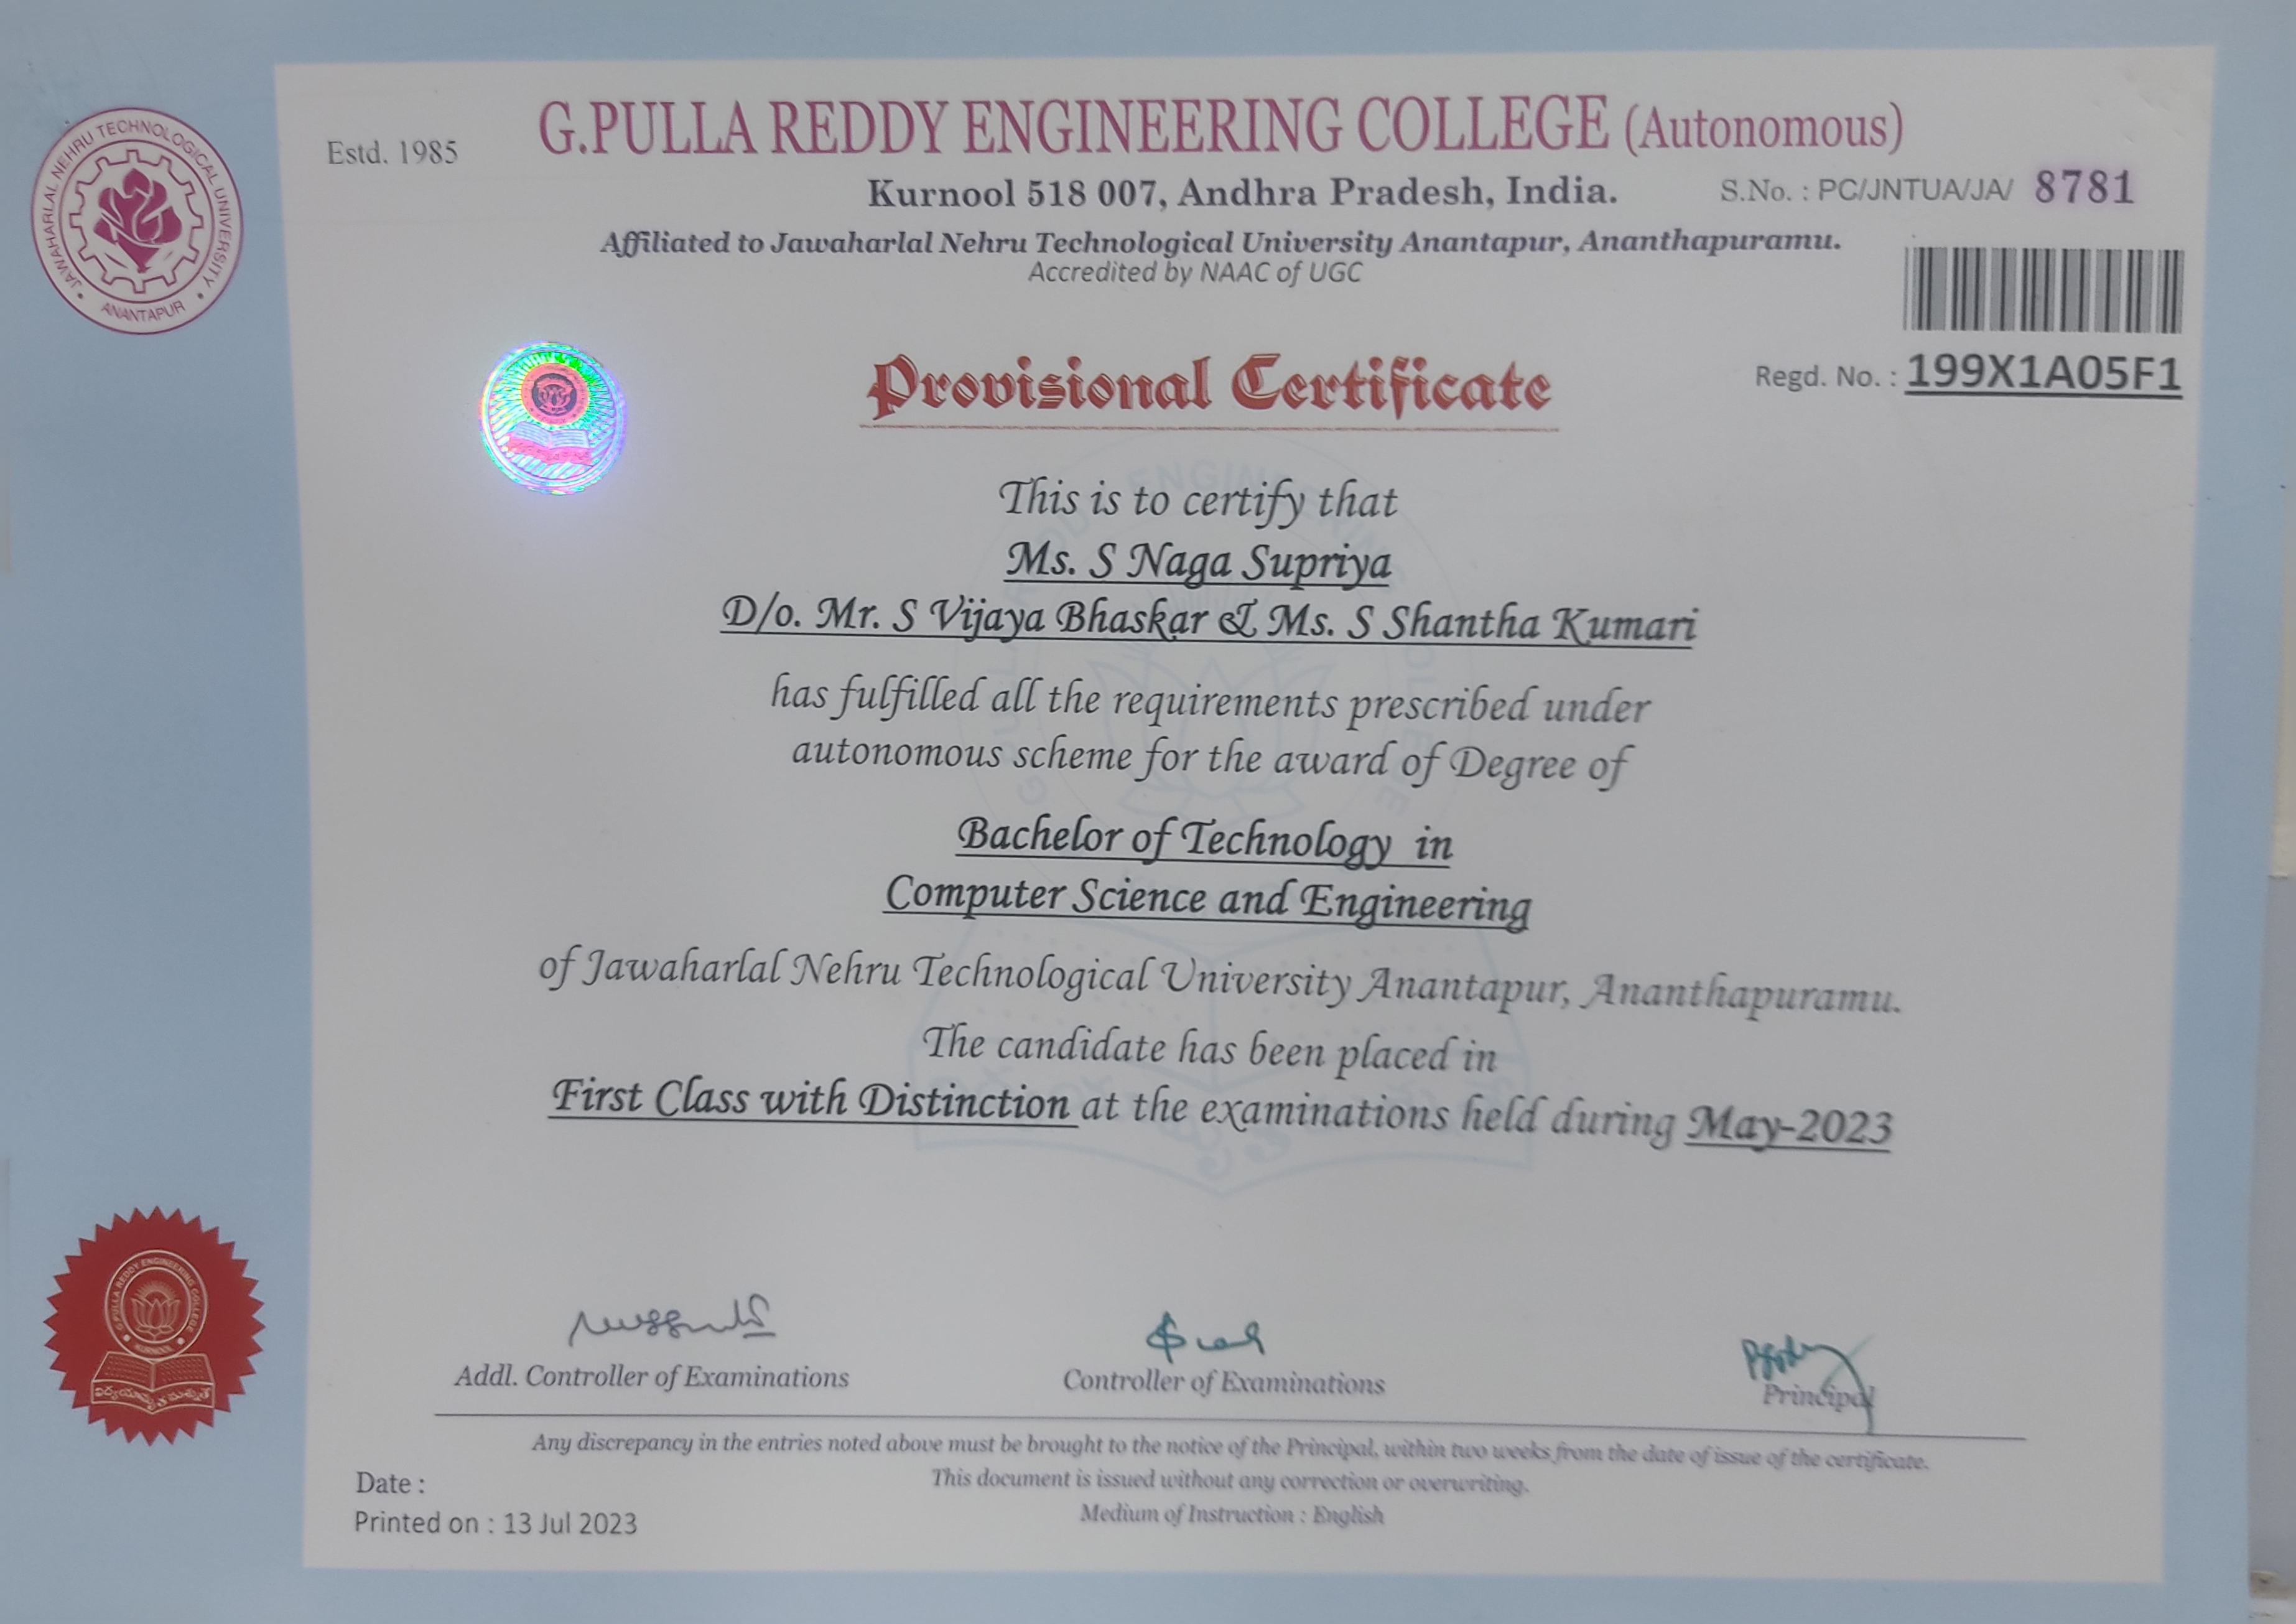 JAWAHARLAL NEHRU TECHNOLOGICAL UNIVERSITY
ANANTAPUR
Estd. 1985
G.PULLA REDDY ENGINEERING COLLEGE (Autonomous)
Kurnool 518 007, Andhra Pradesh, India.
S.No. : PC/JNTUA/JA/ 8781
Affiliated to Jawaharlal Nehru Technological University Anantapur, Ananthapuramu.
Accredited by NAAC of UGC
Provisional Certificate
Regd. No. : 199X1A05F1
This is to certify that
Ms. S Naga Supriya
D/o. Mr. S Vijaya Bhaskar & Ms. S Shantha Kumari
has fulfilled all the requirements prescribed under
autonomous scheme for the award of Degree of
Bachelor of Technology in
Computer Science and Engineering
of Jawaharlal Nehru Technological University Anantapur, Ananthapuramu.
The candidate has been placed in
First Class with Distinction at the examinations held during May-2023
G PULLA REDDY ENGINEERING COLLEGE
KURNOOL
Addl. Controller of Examinations
Controller of Examinations
Principal
Any discrepancy in the entries noted above must be brought to the notice of the Principal, within two weeks from the date of issue of the certificate.
This document is issued without any correction or overwriting.
Medium of Instruction : English
Date :
Printed on : 13 Jul 2023